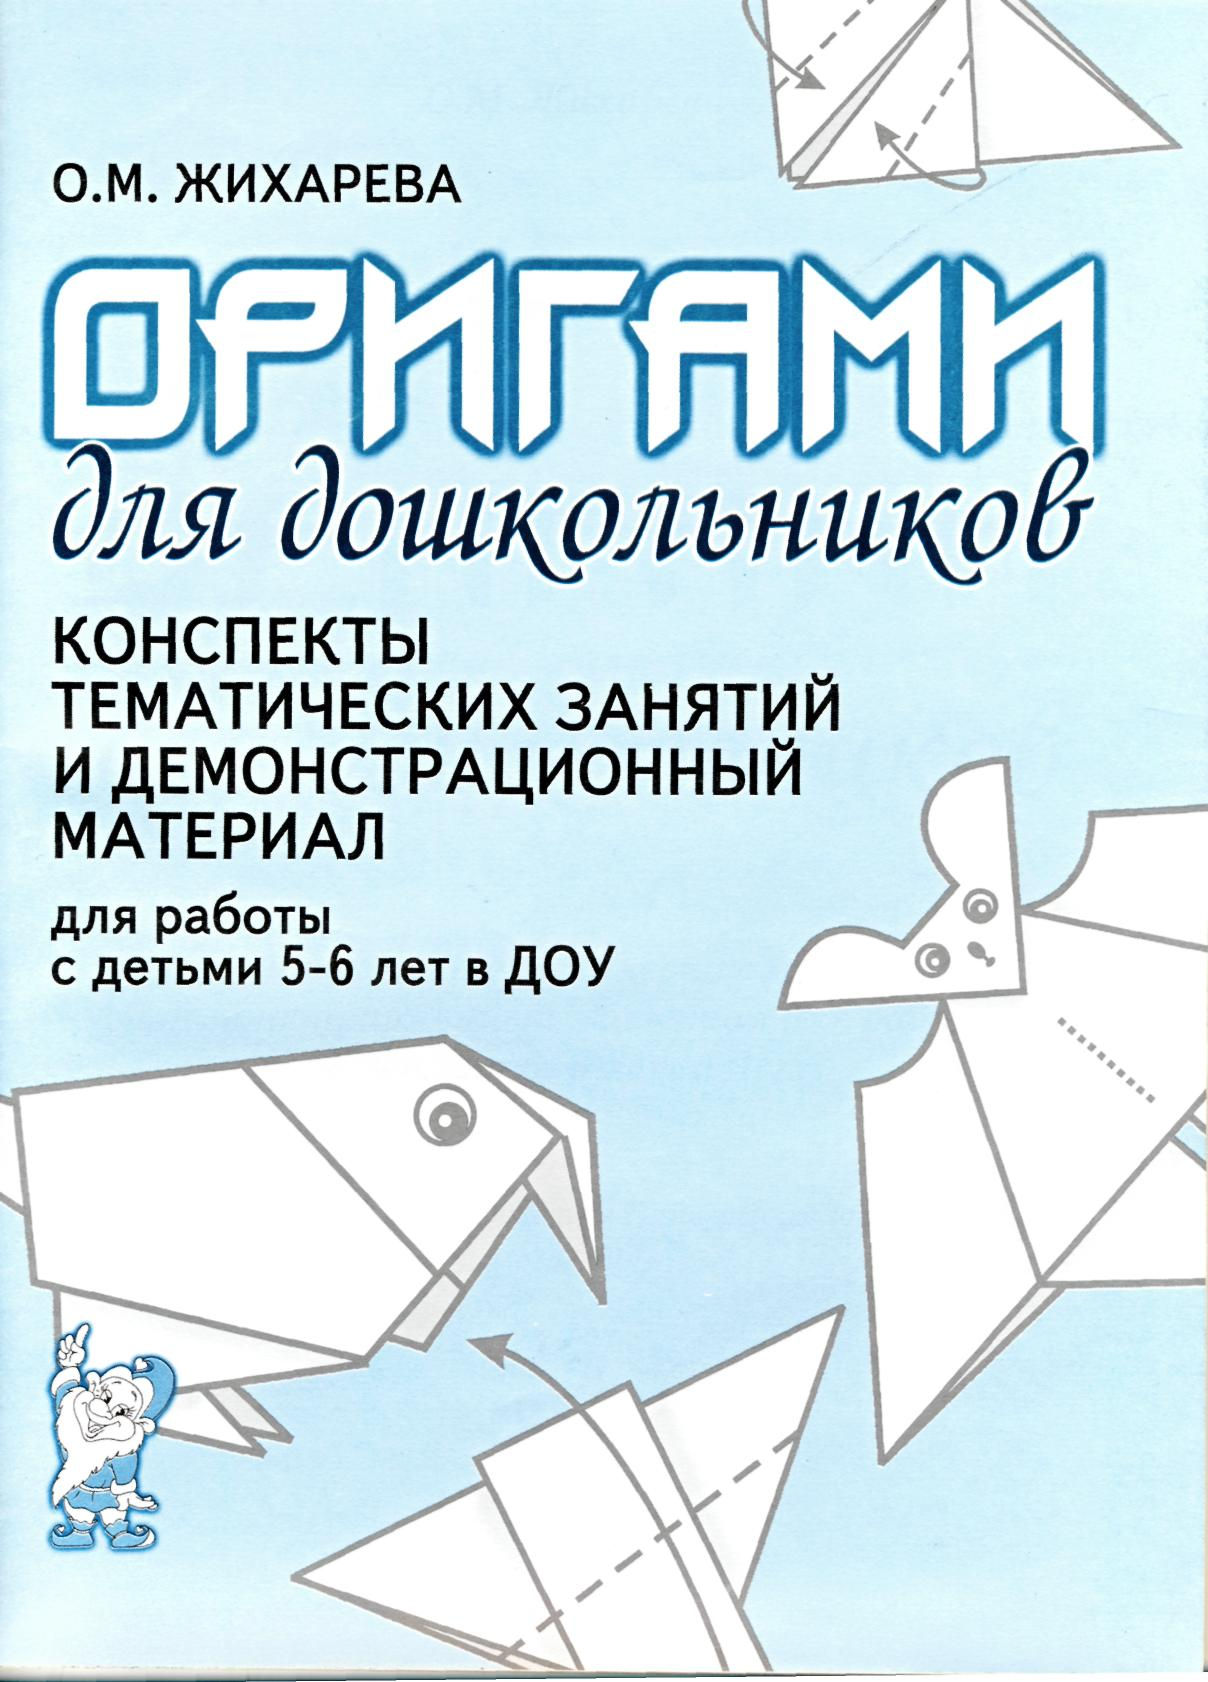 О.М. ЖИХАРЕВА
ОРИГАМИ
для дошкольников
КОНСПЕКТЫ
ТЕМАТИЧЕСКИХ ЗАНЯТИЙ
И ДЕМОНСТРАЦИОННЫЙ
МАТЕРИАЛ
для работы
с детьми 5-6 лет в ДОУ